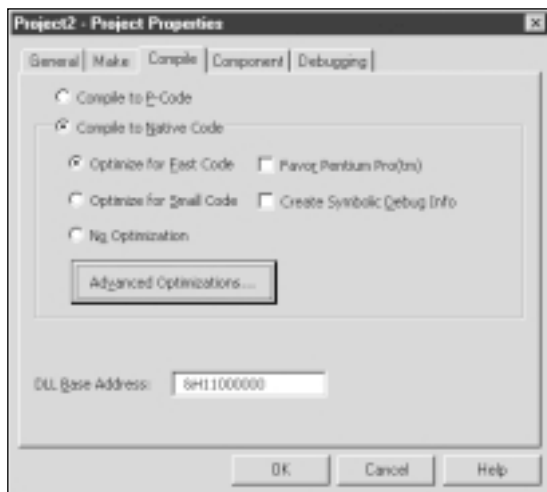 Project2 - Project Properties
General Make Compile Component Debugging
Compile to P-Code
Compile to Native Code
Optimize for Fast Code Favor Pentium Pro(tm)
Optimize for Small Code Create Symbolic Debug Info
No Optimization
Advanced Optimizations...
DLL Base Address: &H11000000
OK Cancel Help